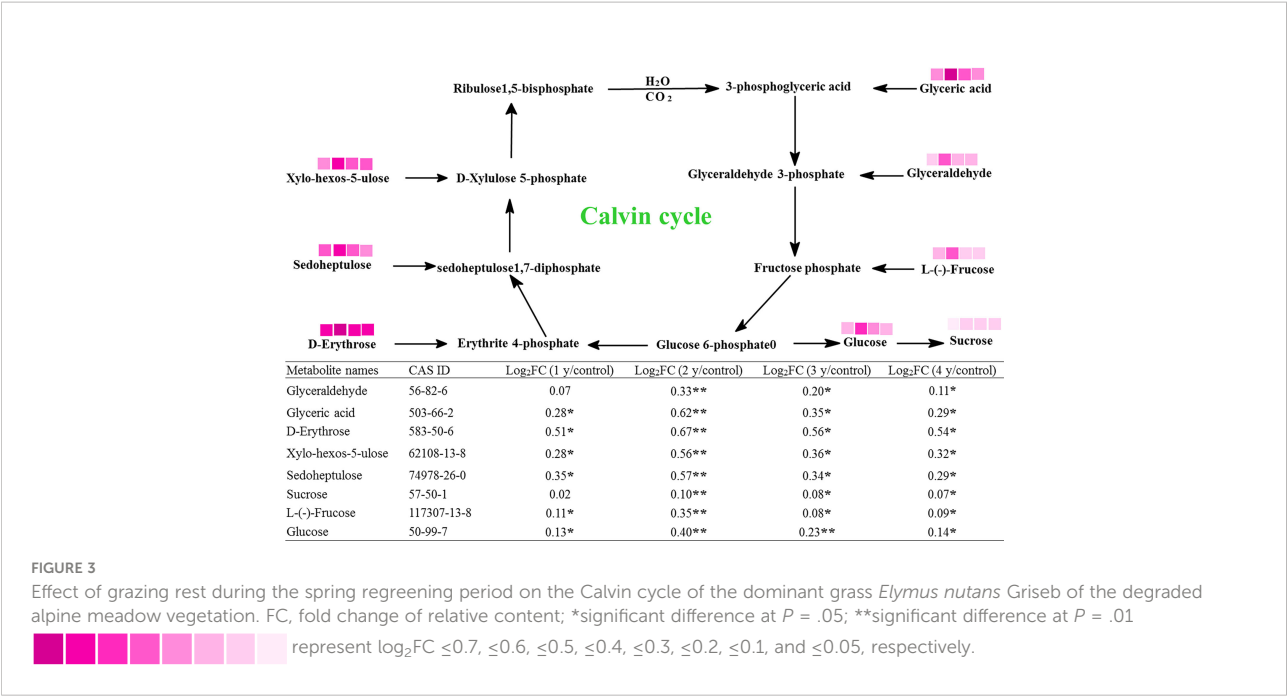 Ribulose1,5-bisphosphate
H₂O
CO₂
3-phosphoglyceric acid
Glyceric acid
Xylo-hexos-5-ulose
D-Xylulose 5-phosphate
Glyceraldehyde 3-phosphate
Glyceraldehyde
Calvin cycle
Sedoheptulose
sedoheptulose1,7-diphosphate
Fructose phosphate
L-(-)-Frucose
D-Erythrose
Erythrite 4-phosphate
Glucose 6-phosphate0
Glucose
Sucrose
Metabolite names CAS ID Log₂FC (1 y/control) Log₂FC (2 y/control) Log₂FC (3 y/control) Log₂FC (4 y/control)
Glyceraldehyde 56-82-6 0.07 0.33** 0.20* 0.11*
Glyceric acid 503-66-2 0.28* 0.62** 0.35* 0.29*
D-Erythrose 583-50-6 0.51* 0.67** 0.56* 0.54*
Xylo-hexos-5-ulose 62108-13-8 0.28* 0.56** 0.36* 0.32*
Sedoheptulose 74978-26-0 0.35* 0.57** 0.34* 0.29*
Sucrose 57-50-1 0.02 0.10** 0.08* 0.07*
L-(-)-Frucose 117307-13-8 0.11* 0.35** 0.08* 0.09*
Glucose 50-99-7 0.13* 0.40** 0.23** 0.14*
FIGURE 3
Effect of grazing rest during the spring regreening period on the Calvin cycle of the dominant grass Elymus nutans Griseb of the degraded
alpine meadow vegetation. FC, fold change of relative content; *significant difference at P = .05; **significant difference at P = .01
represent log₂FC ≤0.7, ≤0.6, ≤0.5, ≤0.4, ≤0.3, ≤0.2, ≤0.1, and ≤0.05, respectively.